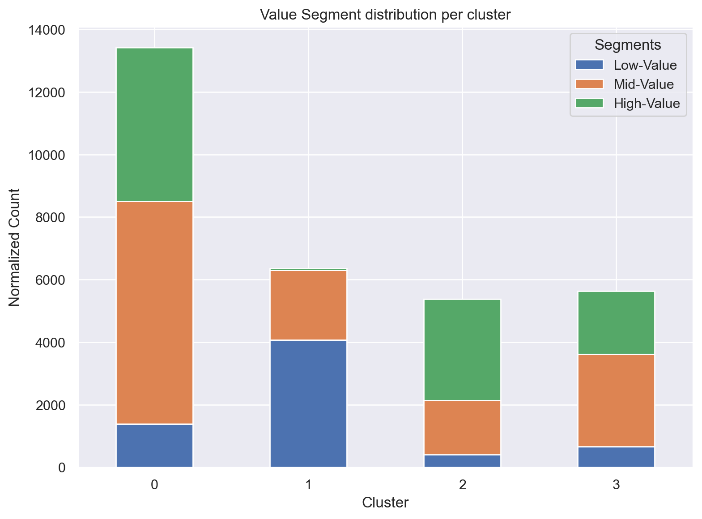 Value Segment distribution per cluster
14000
12000
10000
8000
6000
4000
2000
0
Normalized Count
Segments
Low-Value
Mid-Value
High-Value
0 1 2 3
Cluster